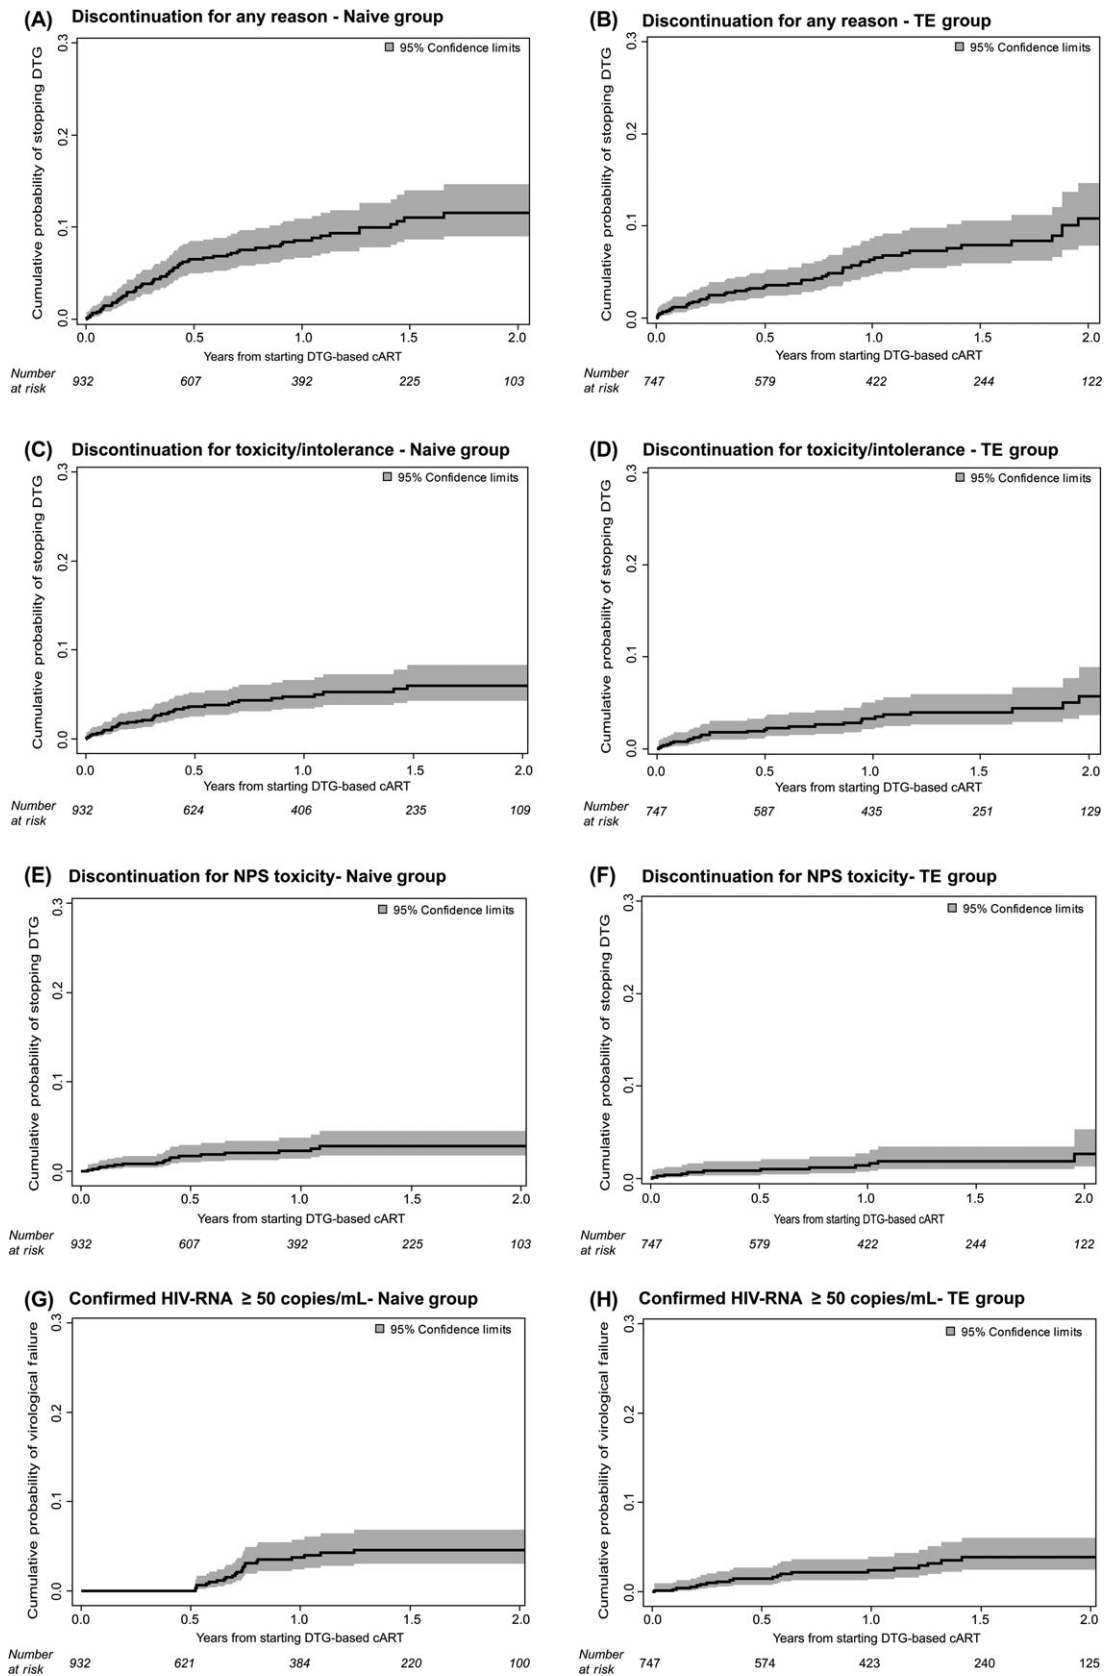 (A) Discontinuation for any reason - Naive group
95% Confidence limits
Cumulative probability of stopping DTG
0.3
0.2
0.1
0.0
0.0 0.5 1.0 1.5 2.0
Years from starting DTG-based cART
Number
at risk
932 607 392 225 103
(B) Discontinuation for any reason - TE group
95% Confidence limits
Cumulative probability of stopping DTG
0.3
0.2
0.1
0.0
0.0 0.5 1.0 1.5 2.0
Years from starting DTG-based cART
Number
at risk
747 579 422 244 122
(C) Discontinuation for toxicity/intolerance - Naive group
95% Confidence limits
Cumulative probability of stopping DTG
0.3
0.2
0.1
0.0
0.0 0.5 1.0 1.5 2.0
Years from starting DTG-based cART
Number
at risk
932 624 406 235 109
(D) Discontinuation for toxicity/intolerance - TE group
95% Confidence limits
Cumulative probability of stopping DTG
0.3
0.2
0.1
0.0
0.0 0.5 1.0 1.5 2.0
Years from starting DTG-based cART
Number
at risk
747 587 435 251 129
(E) Discontinuation for NPS toxicity- Naive group
95% Confidence limits
Cumulative probability of stopping DTG
0.3
0.2
0.1
0.0
0.0 0.5 1.0 1.5 2.0
Years from starting DTG-based cART
Number
at risk
932 607 392 225 103
(F) Discontinuation for NPS toxicity- TE group
95% Confidence limits
Cumulative probability of stopping DTG
0.3
0.2
0.1
0.0
0.0 0.5 1.0 1.5 2.0
Years from starting DTG-based cART
Number
at risk
747 579 422 244 122
(G) Confirmed HIV-RNA ≥ 50 copies/mL- Naive group
95% Confidence limits
Cumulative probability of virological failure
0.3
0.2
0.1
0.0
0.0 0.5 1.0 1.5 2.0
Years from starting DTG-based cART
Number
at risk
932 621 384 220 100
(H) Confirmed HIV-RNA ≥ 50 copies/mL- TE group
95% Confidence limits
Cumulative probability of virological failure
0.3
0.2
0.1
0.0
0.0 0.5 1.0 1.5 2.0
Years from starting DTG-based cART
Number
at risk
747 574 423 240 125